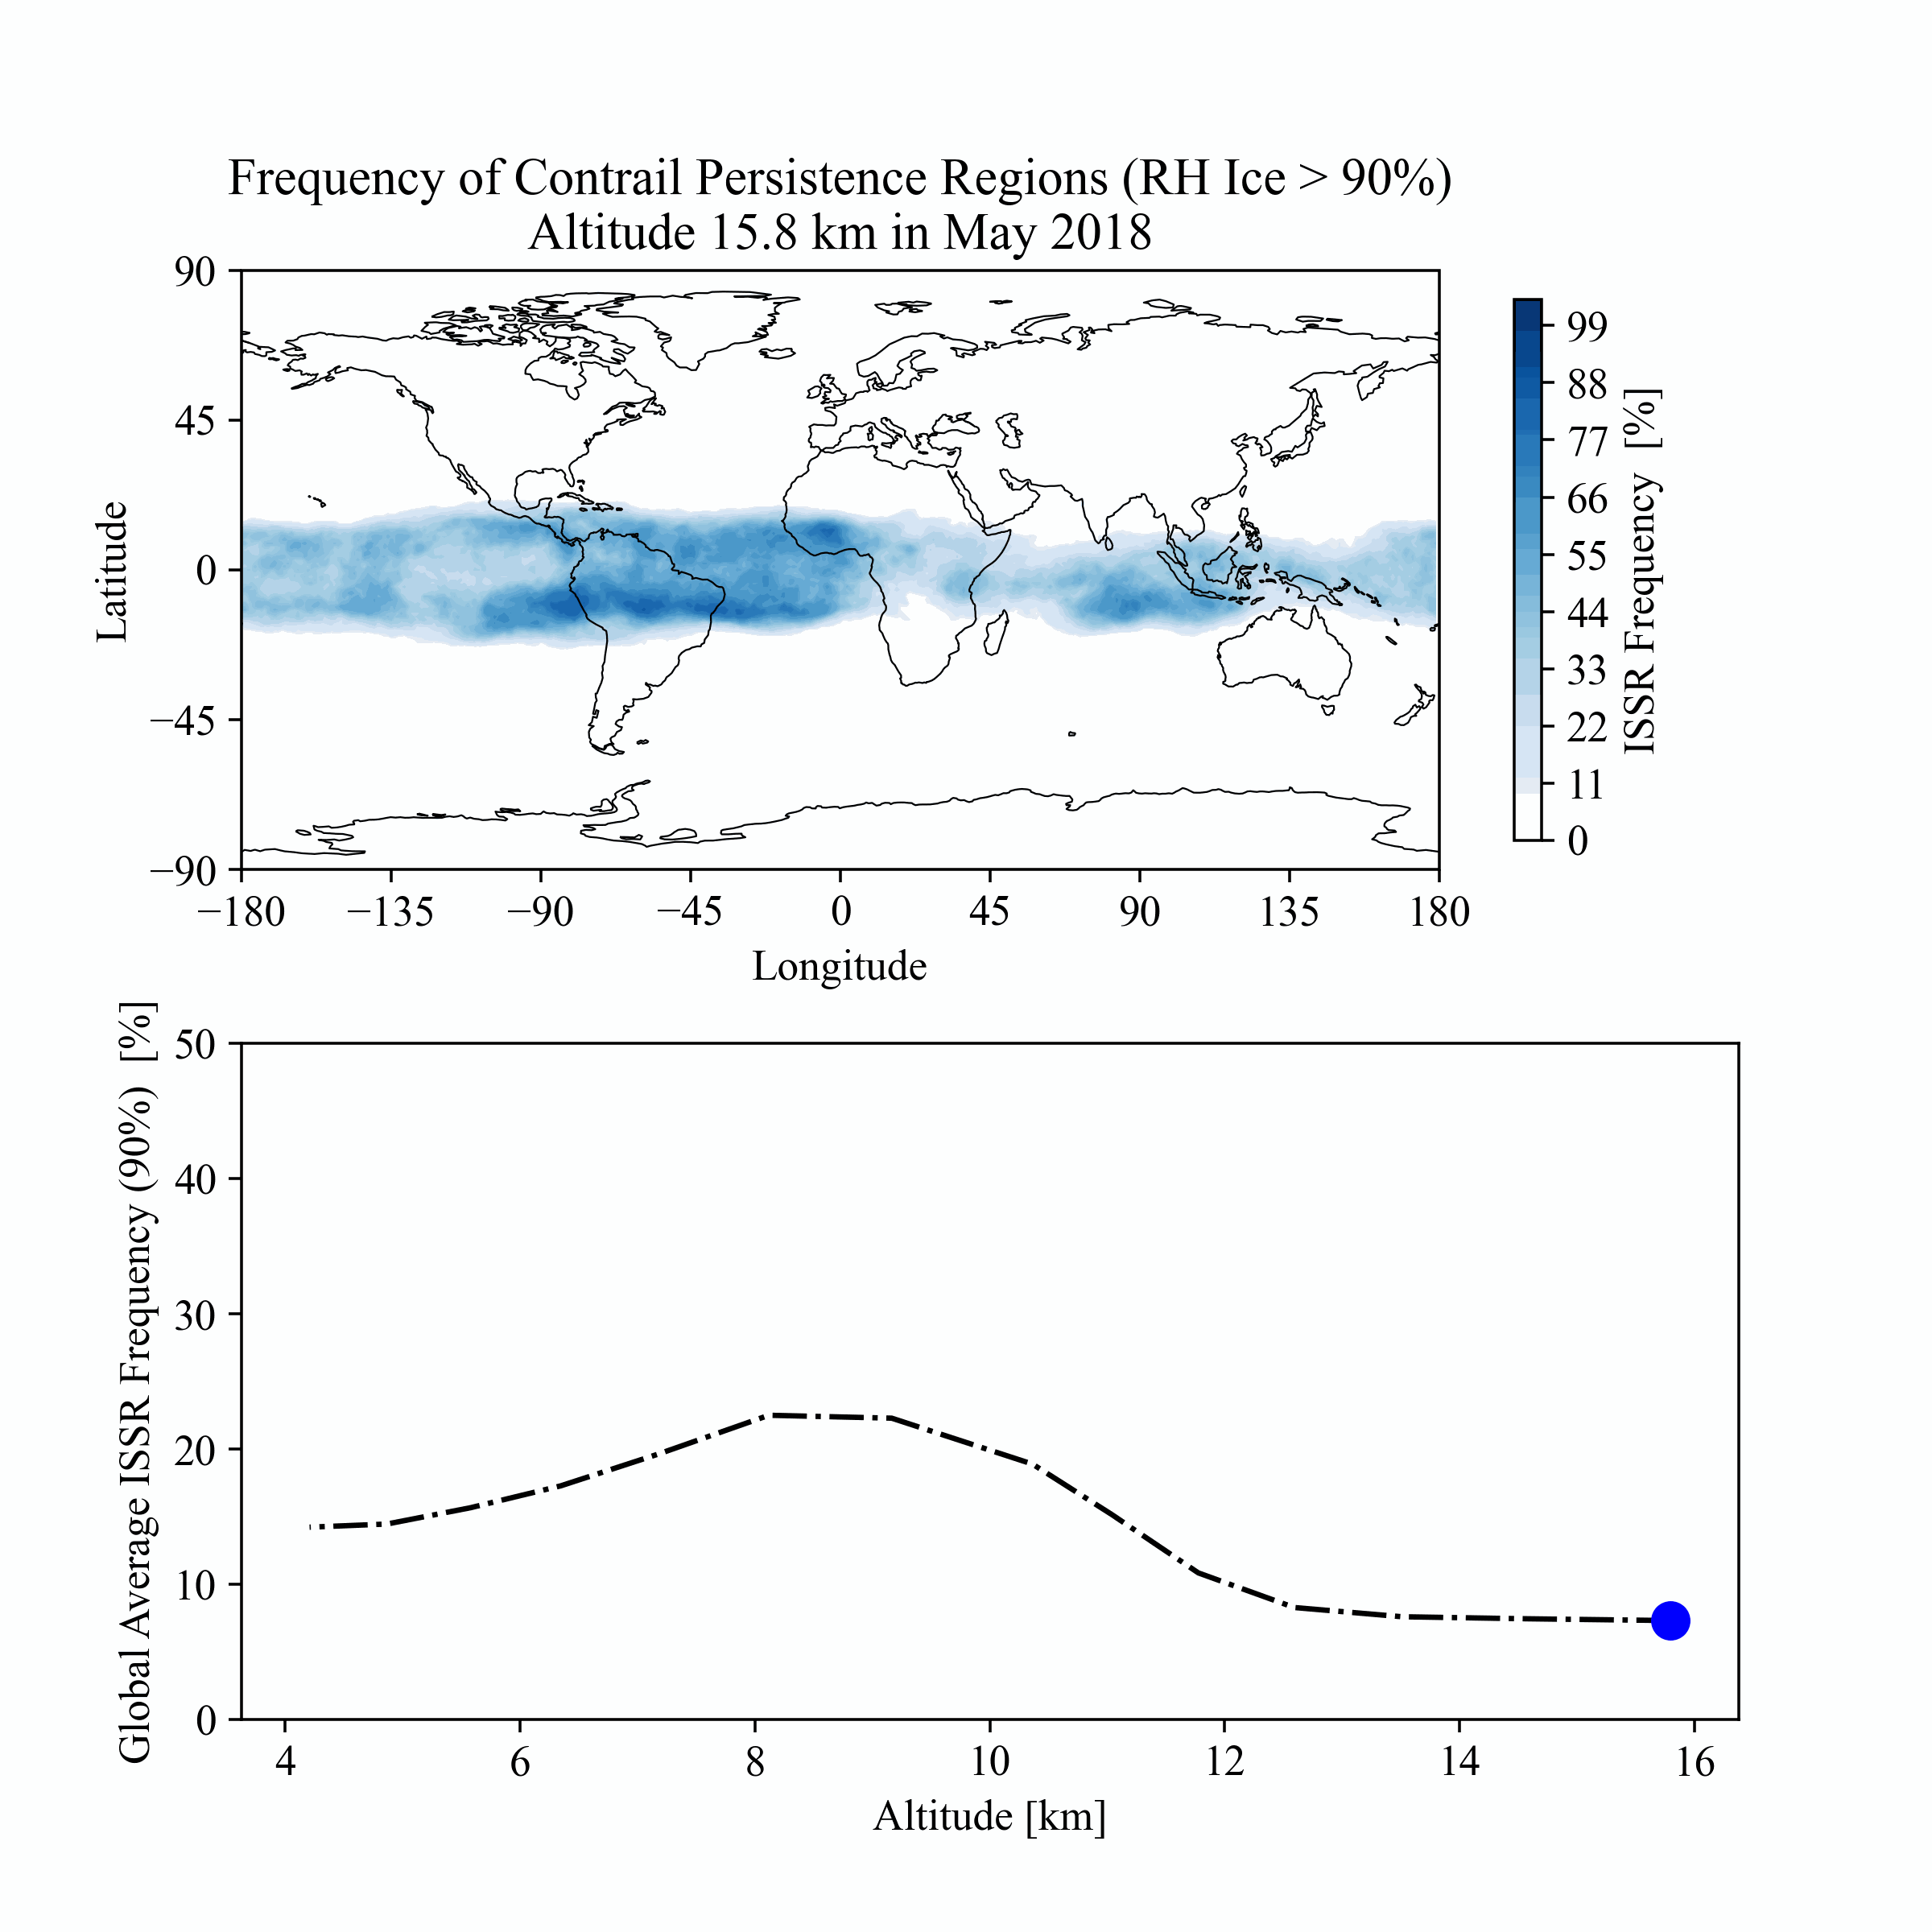 Frequency of Contrail Persistence Regions (RH Ice > 90%)
Altitude 15.8 km in May 2018
90
45
0
−45
−90
Latitude
−180 −135 −90 −45 0 45 90 135 180
Longitude
99
88
77
66
55
44
33
22
11
0
ISSR Frequency [%]
50
40
30
20
10
0
Global Average ISSR Frequency (90%) [%]
4 6 8 10 12 14 16
Altitude [km]